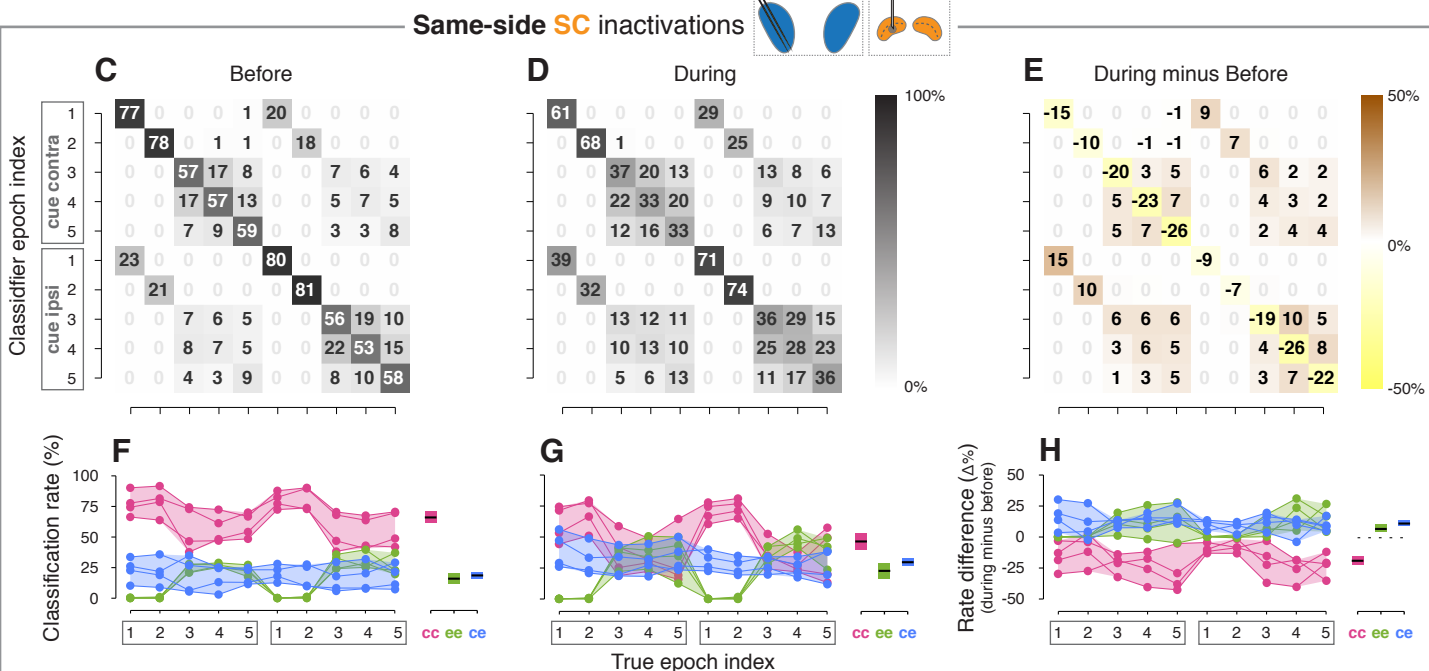 Same-side SC inactivations
C Before
D During
E During minus Before
Classidfier epoch index
cue contra
cue ipsi
1 77 0 0 0 1 20 0 0 0 0
2 0 78 0 1 1 0 18 0 0 0
3 0 0 57 17 8 0 0 7 6 4
4 0 0 17 57 13 0 0 5 7 5
5 0 0 7 9 59 0 0 3 3 8
1 23 0 0 0 0 80 0 0 0 0
2 0 21 0 0 0 0 81 0 0 0
3 0 0 7 6 5 0 0 56 19 10
4 0 0 8 7 5 0 0 22 53 15
5 0 0 4 3 9 0 0 8 10 58
61 0 0 0 0 29 0 0 0 0
0 68 1 0 0 0 25 0 0 0
0 0 37 20 13 0 0 13 8 6
0 0 22 33 20 0 0 9 10 7
0 0 12 16 33 0 0 6 7 13
39 0 0 0 0 71 0 0 0 0
0 32 0 0 0 0 74 0 0 0
0 0 13 12 11 0 0 36 29 15
0 0 10 13 10 0 0 25 28 23
0 0 5 6 13 0 0 11 17 36
100%
0%
-15 0 0 0 -1 9 0 0 0 0
0 -10 0 -1 -1 0 7 0 0 0
0 0 -20 3 5 0 0 6 2 2
0 0 5 -23 7 0 0 4 3 2
0 0 5 7 -26 0 0 2 4 4
15 0 0 0 0 -9 0 0 0 0
0 10 0 0 0 0 -7 0 0 0
0 0 6 6 6 0 0 -19 10 5
0 0 3 6 5 0 0 4 -26 8
0 0 1 3 5 0 0 3 7 -22
50%
0%
-50%
F
Classification rate (%)
100
75
50
25
0
1 2 3 4 5 1 2 3 4 5
cc ee ce
G
1 2 3 4 5 1 2 3 4 5
cc ee ce
H
Rate difference (Δ%)
(during minus before)
50
25
0
-25
-50
1 2 3 4 5 1 2 3 4 5
cc ee ce
True epoch index